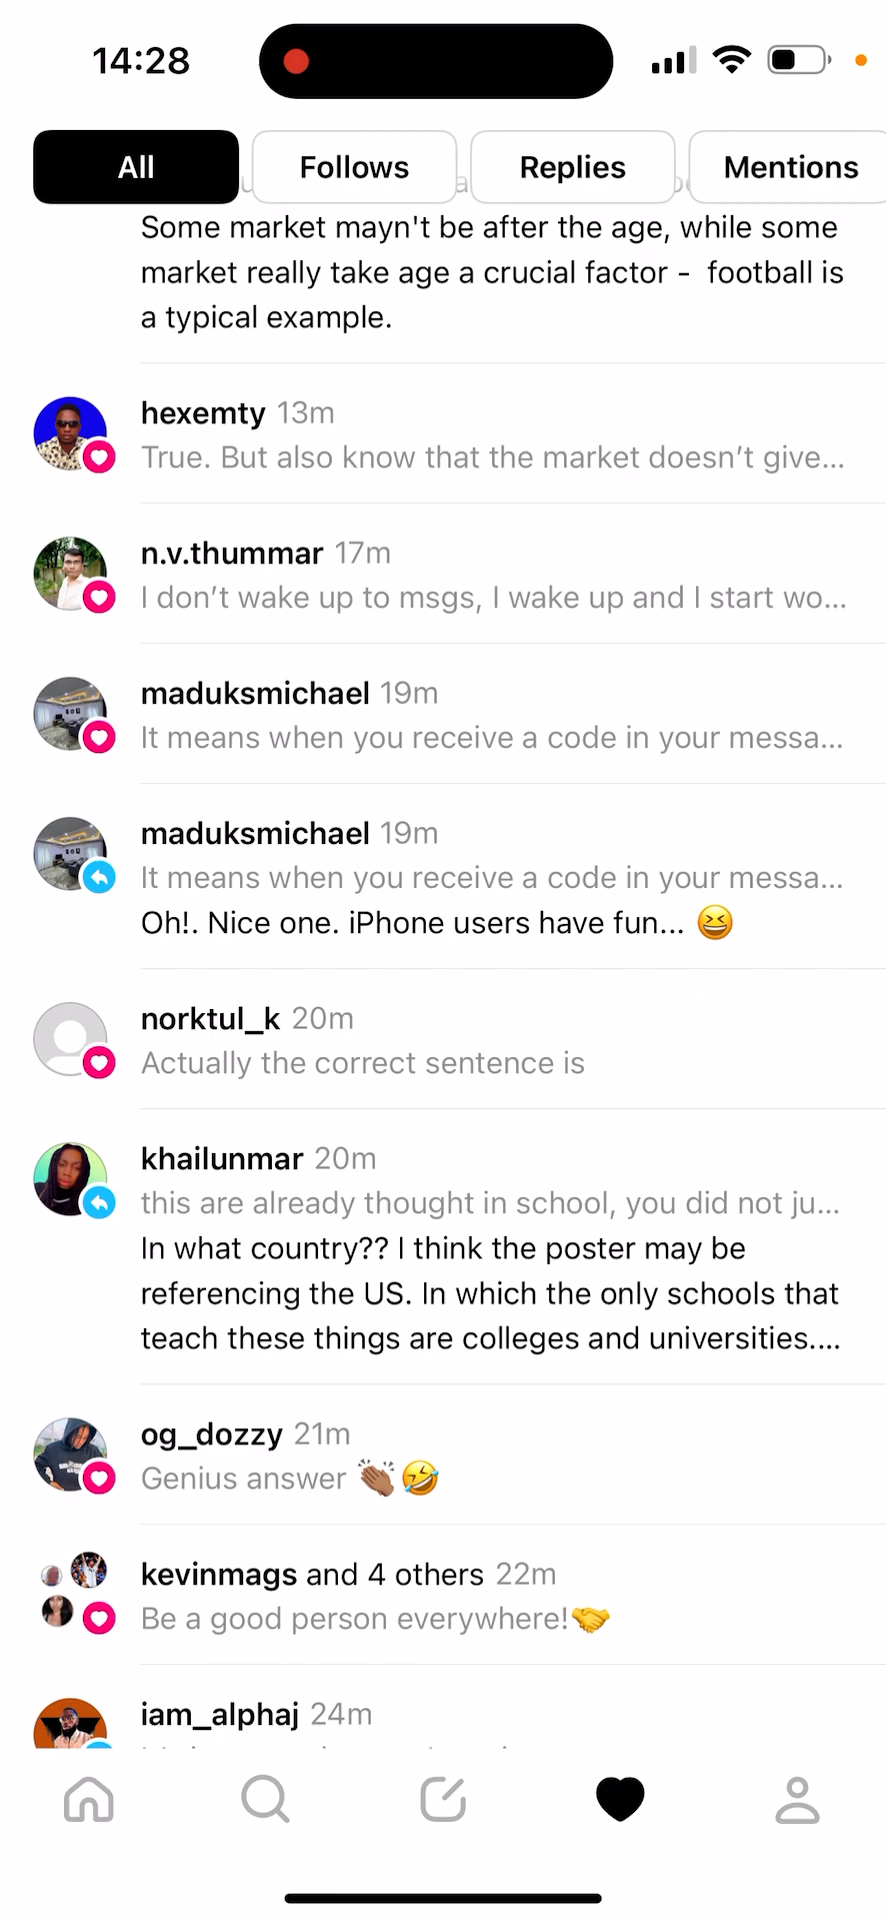 14:28
All
Follows
Replies
Mentions
Some market mayn't be after the age, while some
market really take age a crucial factor - football is
a typical example.
hexemty 13m
True. But also know that the market doesn’t give...
n.v.thummar 17m
I don’t wake up to msgs, I wake up and I start wo...
maduksmichael 19m
It means when you receive a code in your messa...
maduksmichael 19m
It means when you receive a code in your messa...
Oh!. Nice one. iPhone users have fun... 😆
norktul_k 20m
Actually the correct sentence is
khailunmar 20m
this are already thought in school, you did not ju...
In what country?? I think the poster may be
referencing the US. In which the only schools that
teach these things are colleges and universities....
og_dozzy 21m
Genius answer 👏🏾🤣
kevinmags and 4 others 22m
Be a good person everywhere!🤝
iam_alphaj 24m